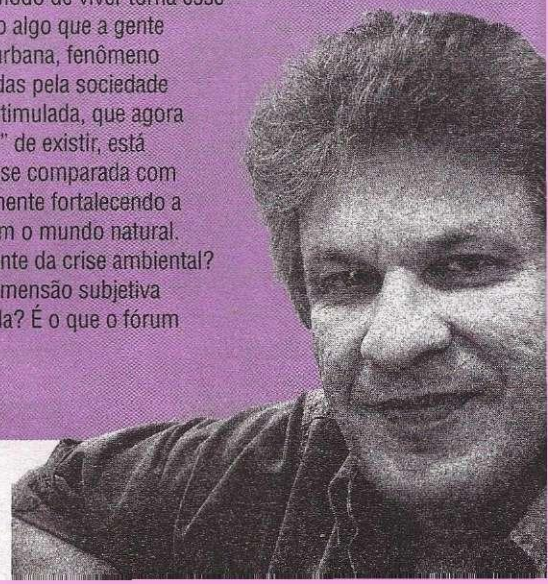 modo de viver torna esse
algo que a gente
urbana, fenômeno
das pela sociedade
timulada, que agora
” de existir, está
se comparada com
mente fortalecendo a
m o mundo natural.
nte da crise ambiental?
mensão subjetiva
da? É o que o fórum